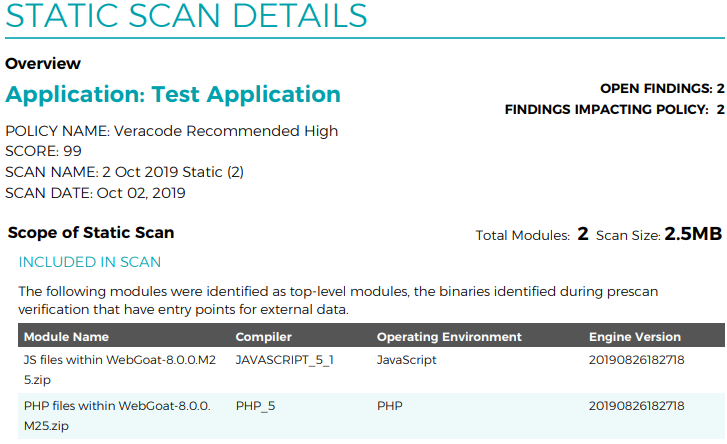 STATIC SCAN DETAILS
Overview
Application: Test Application
OPEN FINDINGS: 2
FINDINGS IMPACTING POLICY: 2
POLICY NAME: Veracode Recommended High
SCORE: 99
SCAN NAME: 2 Oct 2019 Static (2)
SCAN DATE: Oct 02, 2019
Scope of Static Scan
Total Modules: 2 Scan Size: 2.5MB
INCLUDED IN SCAN
The following modules were identified as top-level modules, the binaries identified during prescan
verification that have entry points for external data.
Module Name Compiler Operating Environment Engine Version
JS files within WebGoat-8.0.0.M2 JAVASCRIPT_5_1 JavaScript 20190826182718
5.zip
PHP files within WebGoat-8.0.0. PHP_5 PHP 20190826182718
M25.zip